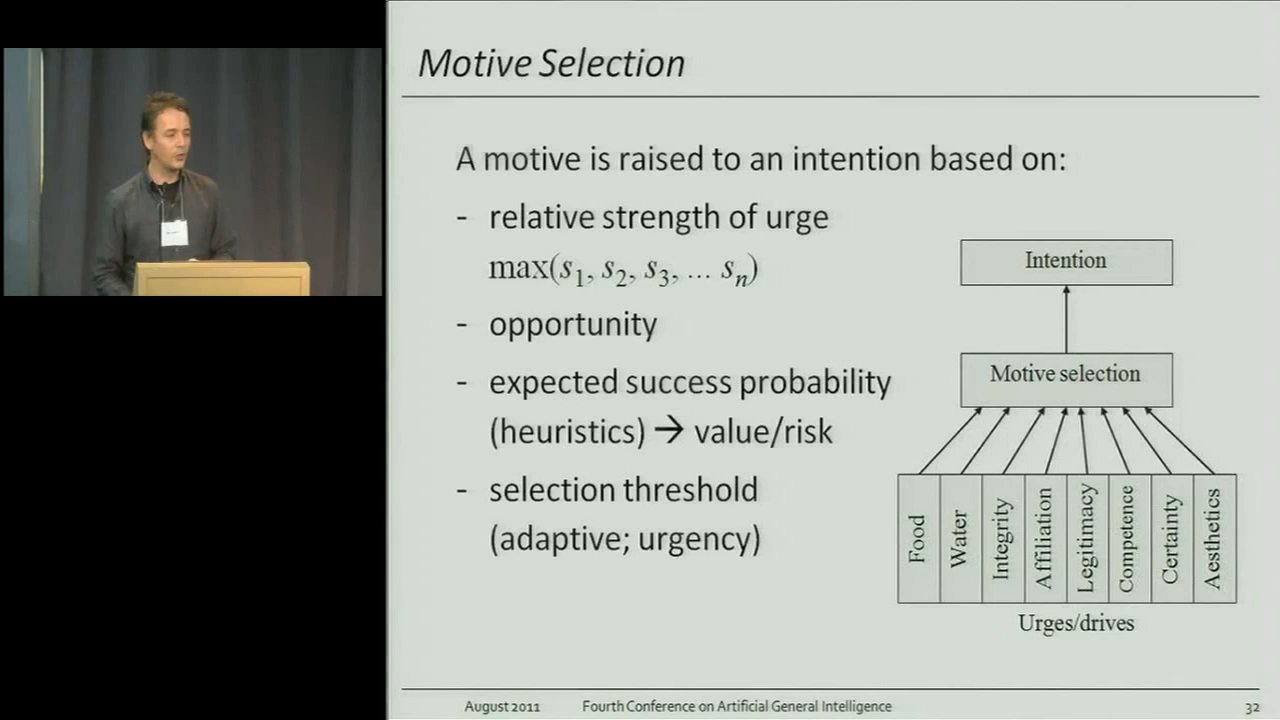 Motive Selection
A motive is raised to an intention based on:
- relative strength of urge
max(s1, s2, s3, ... sn)
- opportunity
- expected success probability
(heuristics) → value/risk
- selection threshold
(adaptive; urgency)
Intention
Motive selection
Food
Water
Integrity
Affiliation
Legitimacy
Competence
Certainty
Aesthetics
Urges/drives
August 2011 Fourth Conference on Artificial General Intelligence 32